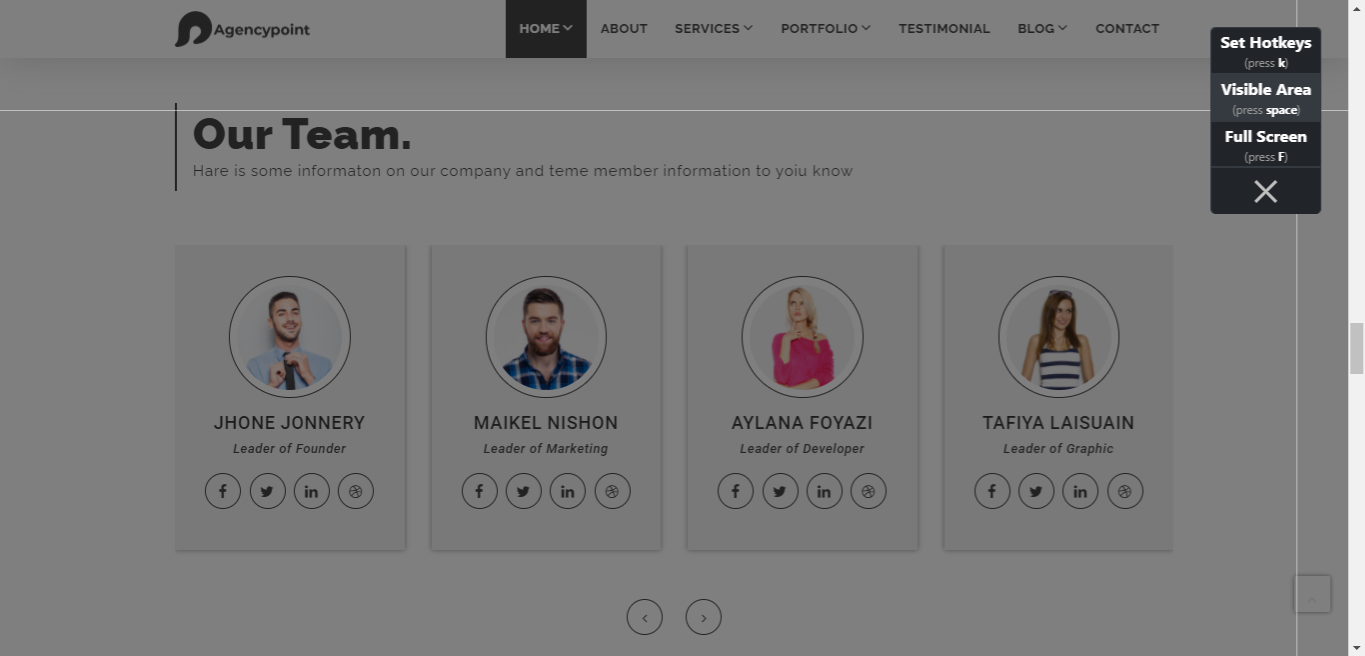 Agencypoint
HOME ABOUT SERVICES PORTFOLIO TESTIMONIAL BLOG CONTACT
Set Hotkeys
(press k)
Visible Area
(press space)
Full Screen
(press F)
Our Team.
Hare is some informaton on our company and teme member information to yoiu know
JHONE JONNERY
Leader of Founder
MAIKEL NISHON
Leader of Marketing
AYLANA FOYAZI
Leader of Developer
TAFIYA LAISUAIN
Leader of Graphic